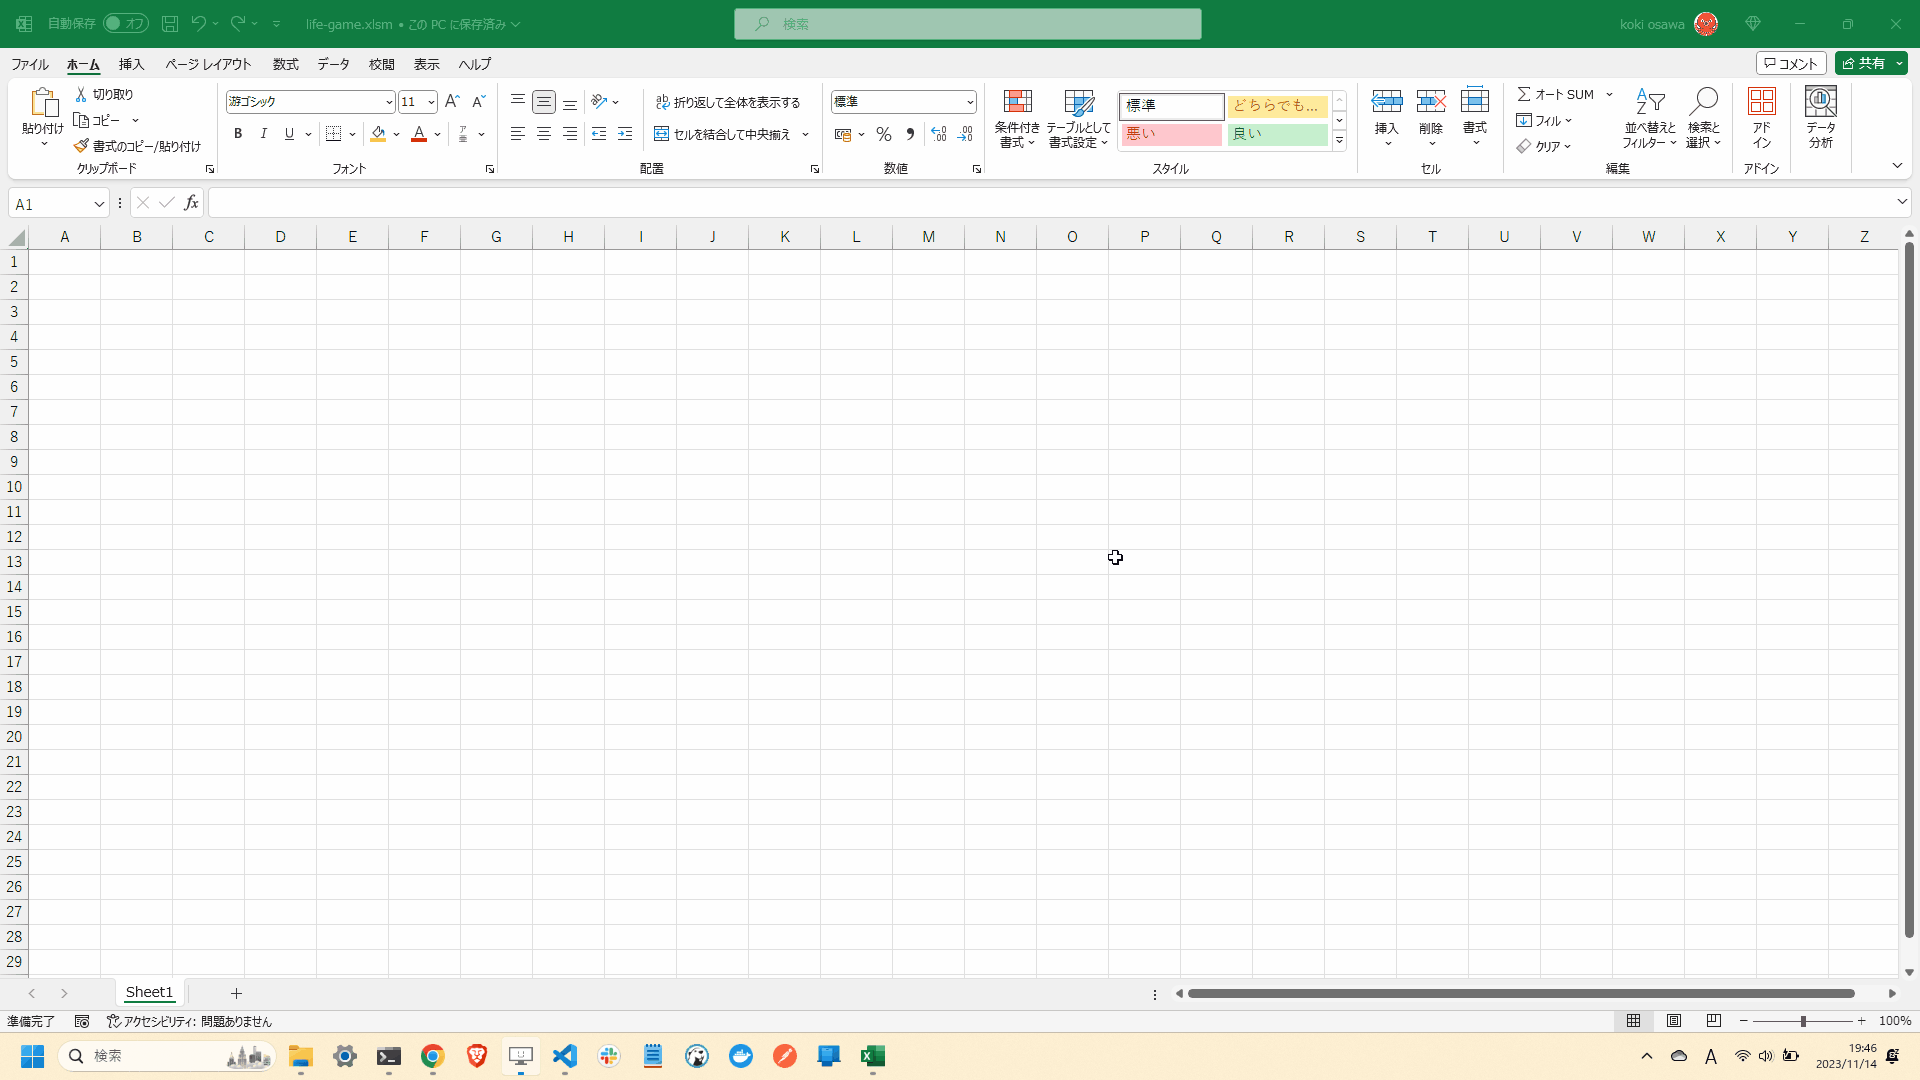 自動保存 オフ life-game.xlsm • この PC に保存済み 検索 koki osawa
ファイル ホーム 挿入 ページ レイアウト 数式 データ 校閲 表示 ヘルプ コメント 共有
貼り付け 切り取り コピー 書式のコピー/貼り付け クリップボード
游ゴシック 11 A A B I U A フォント
折り返して全体を表示する セルを結合して中央揃え 配置
標準 % 数値
条件付き書式 テーブルとして書式設定 標準 どちらでも... 悪い 良い スタイル
挿入 削除 書式 セル
オート SUM フィル クリア 並べ替えとフィルター 検索と選択 編集
アドイン アドイン
データ分析
A1 fx
A B C D E F G H I J K L M N O P Q R S T U V W X Y Z
1
2
3
4
5
6
7
8
9
10
11
12
13
14
15
16
17
18
19
20
21
22
23
24
25
26
27
28
29
Sheet1
準備完了 アクセシビリティ: 問題ありません 100%
検索 A 19:46
2023/11/14